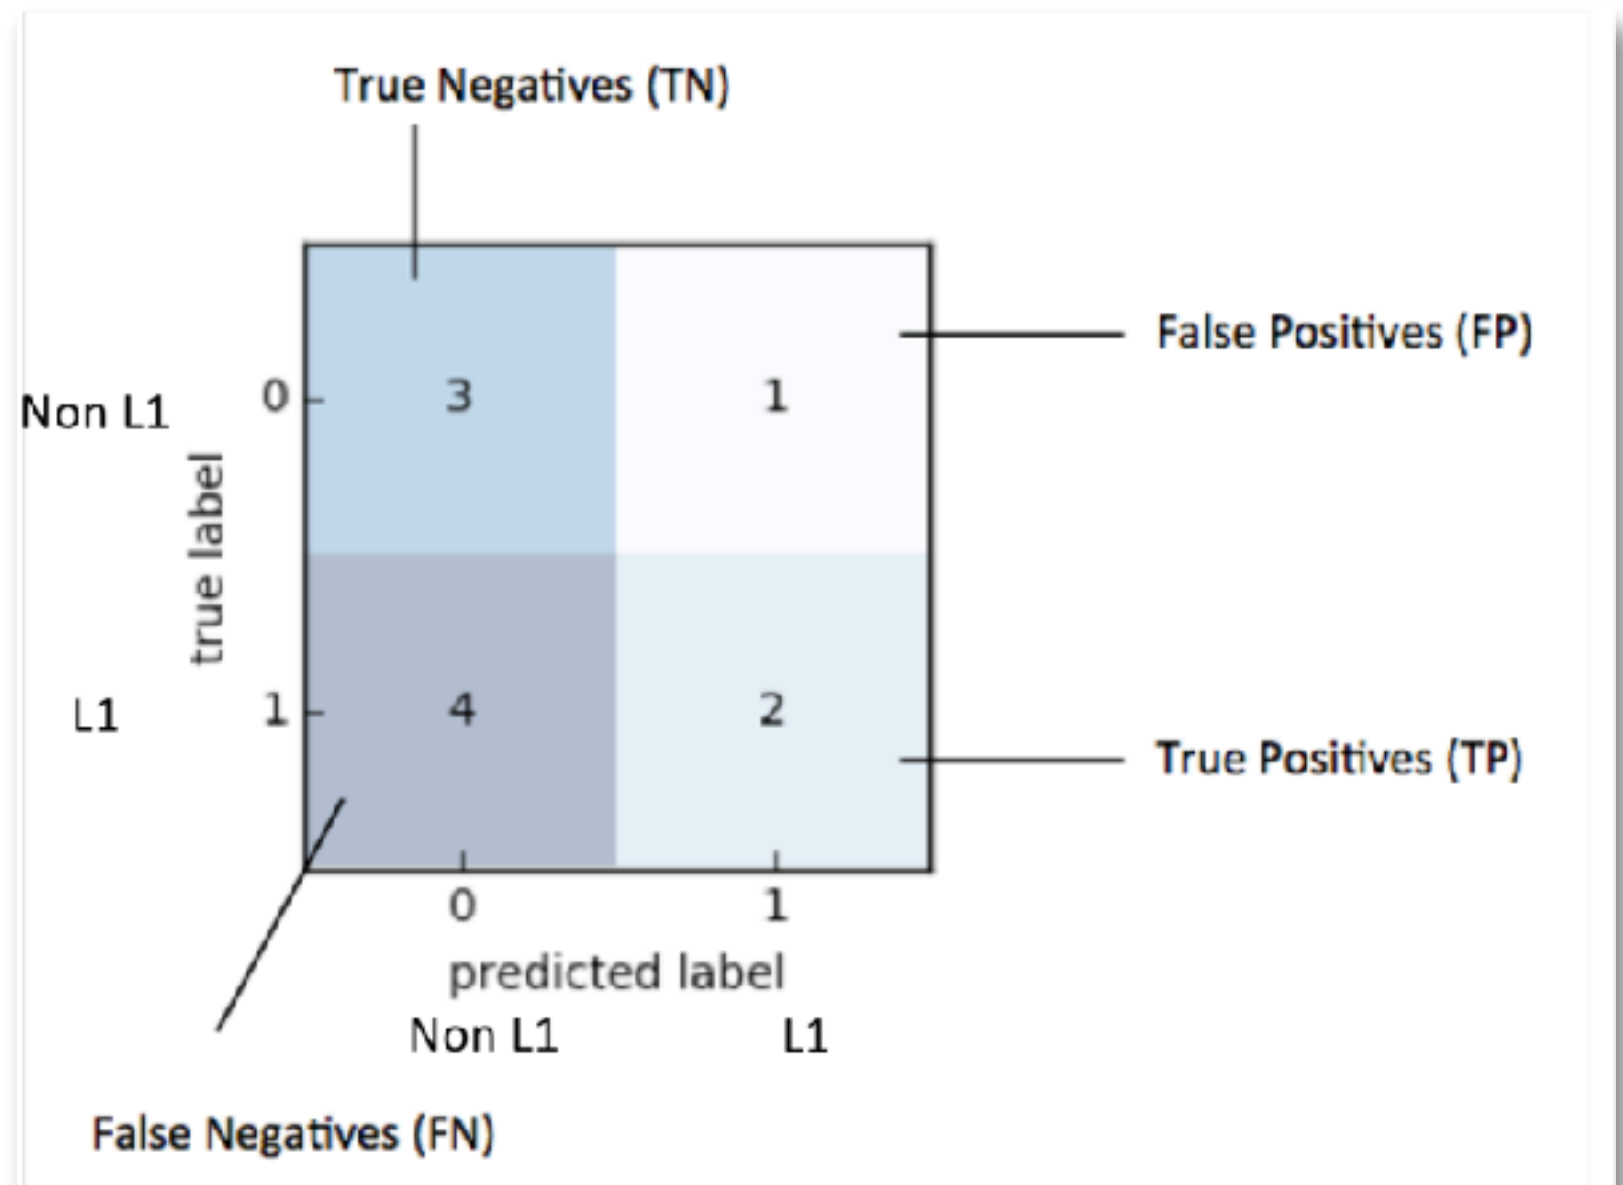 True Negatives (TN)
False Positives (FP)
0 3 1
Non L1
true label
L1
1 4 2
True Positives (TP)
0 1
predicted label
Non L1 L1
False Negatives (FN)